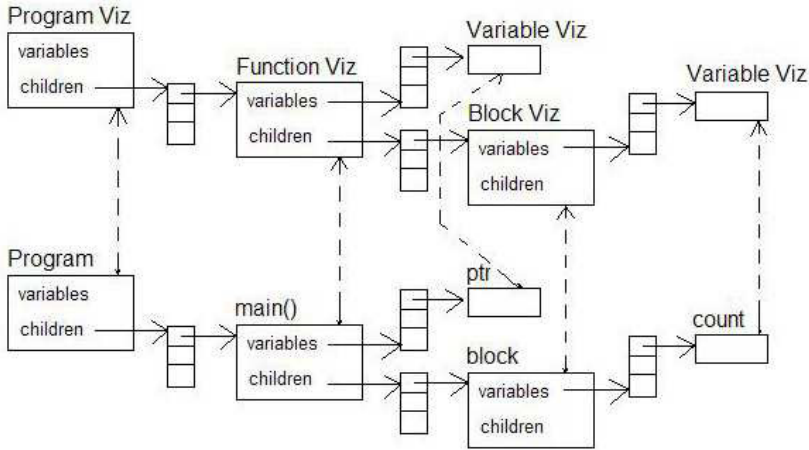 Program Viz
variables
children
Function Viz
variables
children
Variable Viz
Block Viz
variables
children
Variable Viz
Program
variables
children
main()
variables
children
ptr
block
variables
children
count